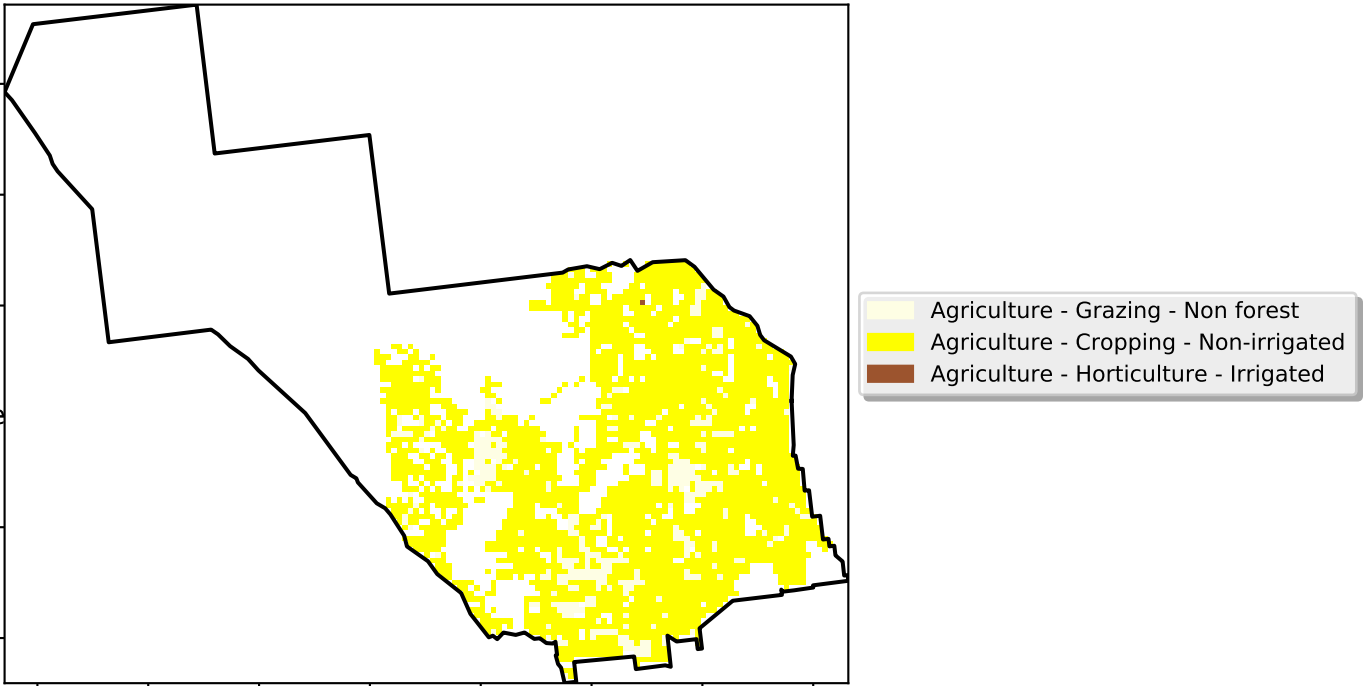 Agriculture - Grazing - Non forest
Agriculture - Cropping - Non-irrigated
Agriculture - Horticulture - Irrigated